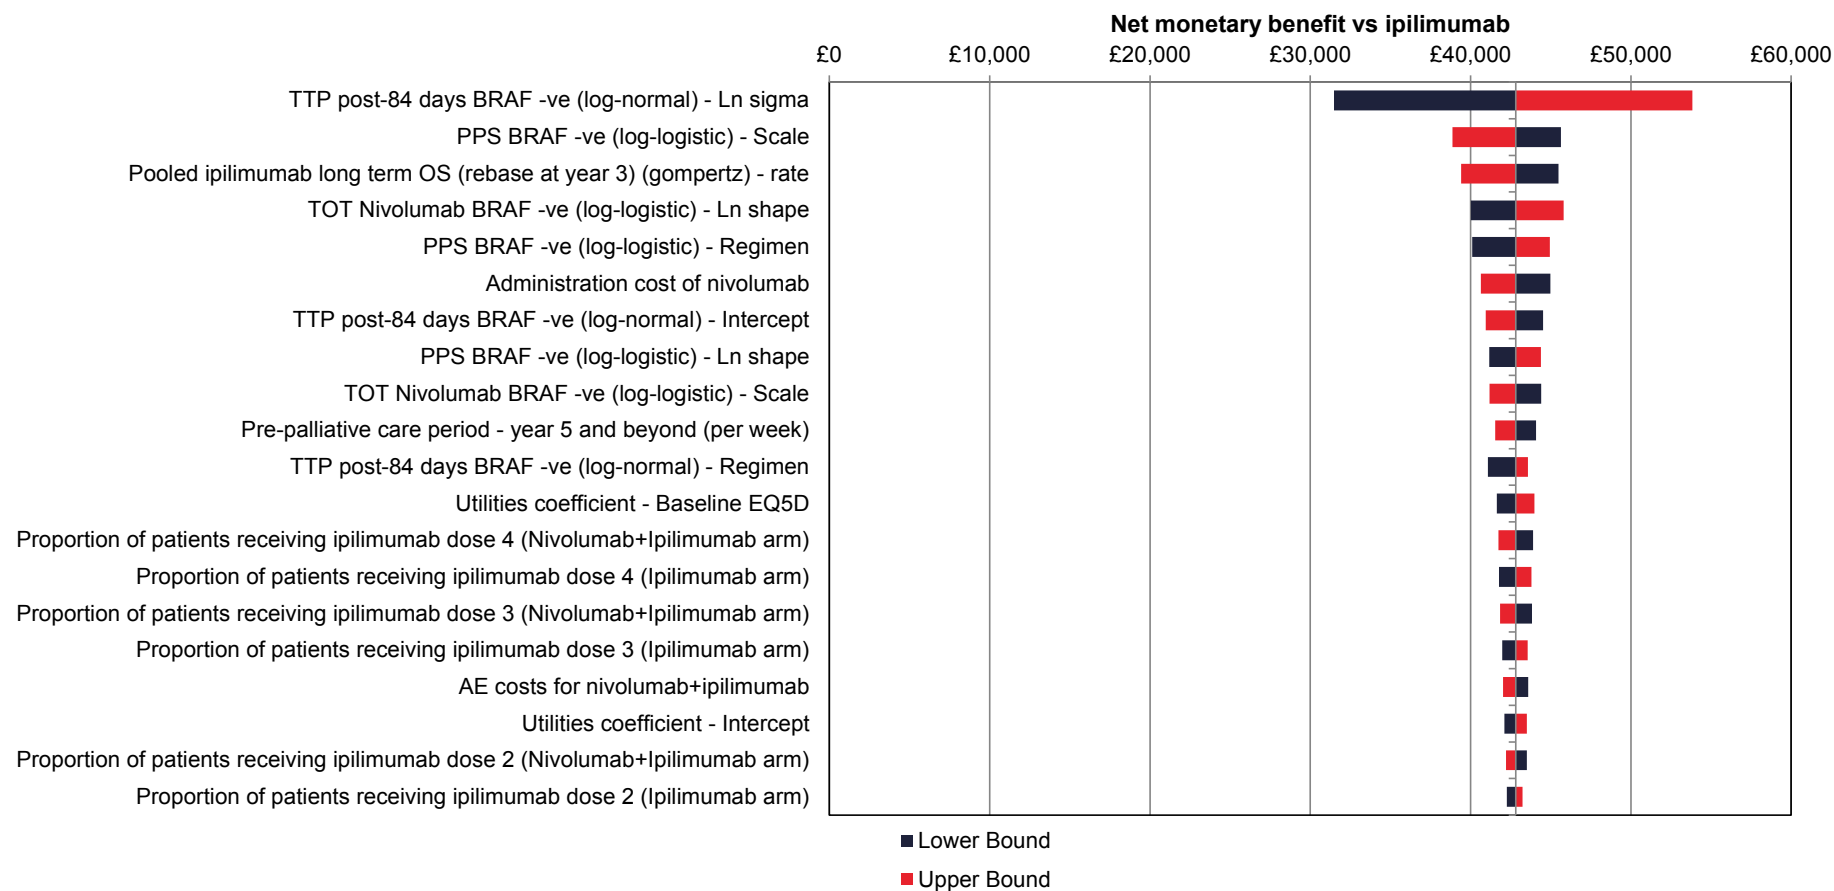 Net monetary benefit vs ipilimumab
£0 £10,000 £20,000 £30,000 £40,000 £50,000 £60,000
TTP post-84 days BRAF -ve (log-normal) - Ln sigma
PPS BRAF -ve (log-logistic) - Scale
Pooled ipilimumab long term OS (rebase at year 3) (gompertz) - rate
TOT Nivolumab BRAF -ve (log-logistic) - Ln shape
PPS BRAF -ve (log-logistic) - Regimen
Administration cost of nivolumab
TTP post-84 days BRAF -ve (log-normal) - Intercept
PPS BRAF -ve (log-logistic) - Ln shape
TOT Nivolumab BRAF -ve (log-logistic) - Scale
Pre-palliative care period - year 5 and beyond (per week)
TTP post-84 days BRAF -ve (log-normal) - Regimen
Utilities coefficient - Baseline EQ5D
Proportion of patients receiving ipilimumab dose 4 (Nivolumab+Ipilimumab arm)
Proportion of patients receiving ipilimumab dose 4 (Ipilimumab arm)
Proportion of patients receiving ipilimumab dose 3 (Nivolumab+Ipilimumab arm)
Proportion of patients receiving ipilimumab dose 3 (Ipilimumab arm)
AE costs for nivolumab+ipilimumab
Utilities coefficient - Intercept
Proportion of patients receiving ipilimumab dose 2 (Nivolumab+Ipilimumab arm)
Proportion of patients receiving ipilimumab dose 2 (Ipilimumab arm)
Lower Bound
Upper Bound